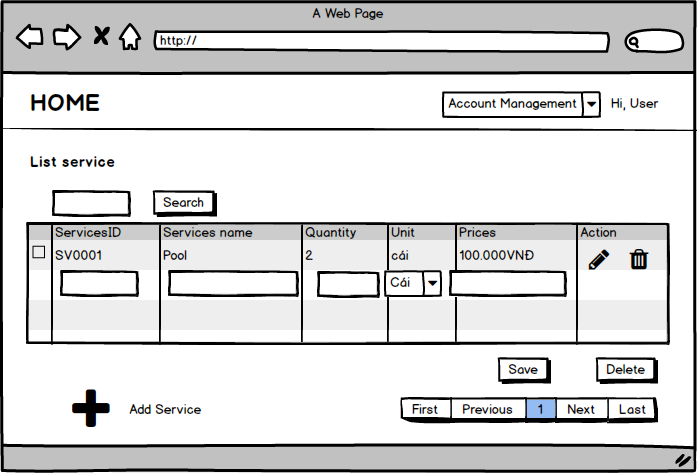 A Web Page
http://
HOME
Account Management
Hi, User
List service
Search
ServicesID Services name Quantity Unit Prices Action
SV0001 Pool 2 cái 100.000VNĐ
Cái
Save Delete
Add Service
First Previous 1 Next Last